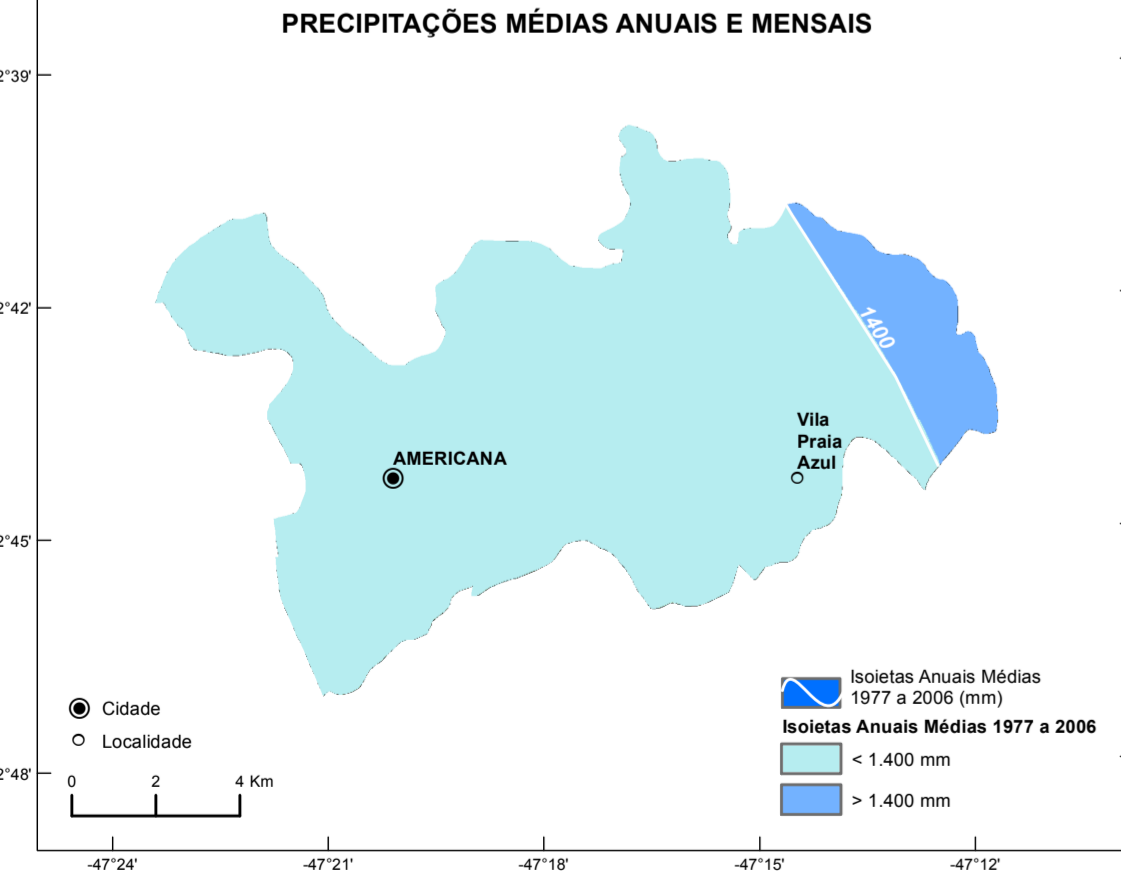 PRECIPITAÇÕES MÉDIAS ANUAIS E MENSAIS
2°39'
2°42'
1400
Vila
Praia
Azul
AMERICANA
2°45'
Isoietas Anuais Médias
1977 a 2006 (mm)
Cidade
Isoietas Anuais Médias 1977 a 2006
Localidade
< 1.400 mm
2°48'
0 2 4 Km
> 1.400 mm
-47°24' -47°21' -47°18' -47°15' -47°12'